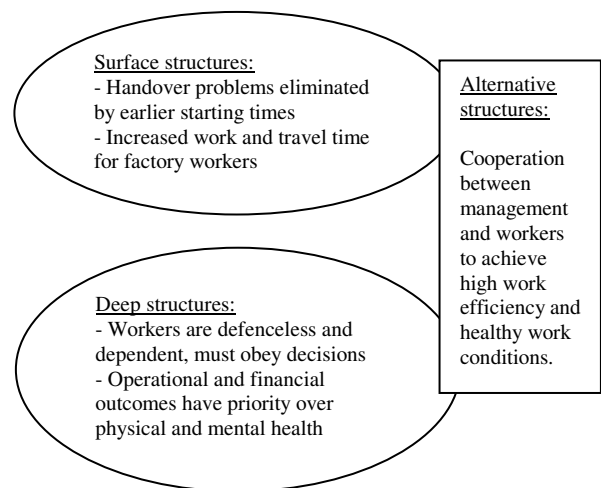 Surface structures:
- Handover problems eliminated
by earlier starting times
- Increased work and travel time
for factory workers
Deep structures:
- Workers are defenceless and
dependent, must obey decisions
- Operational and financial
outcomes have priority over
physical and mental health
Alternative
structures:
Cooperation
between
management
and workers
to achieve
high work
efficiency and
healthy work
conditions.